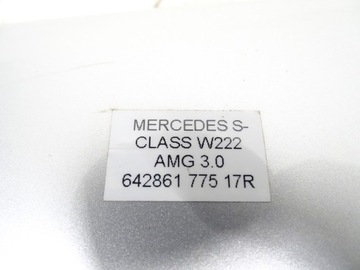 MERCEDES S-
CLASS W222
AMG 3.0
642861 775 17R